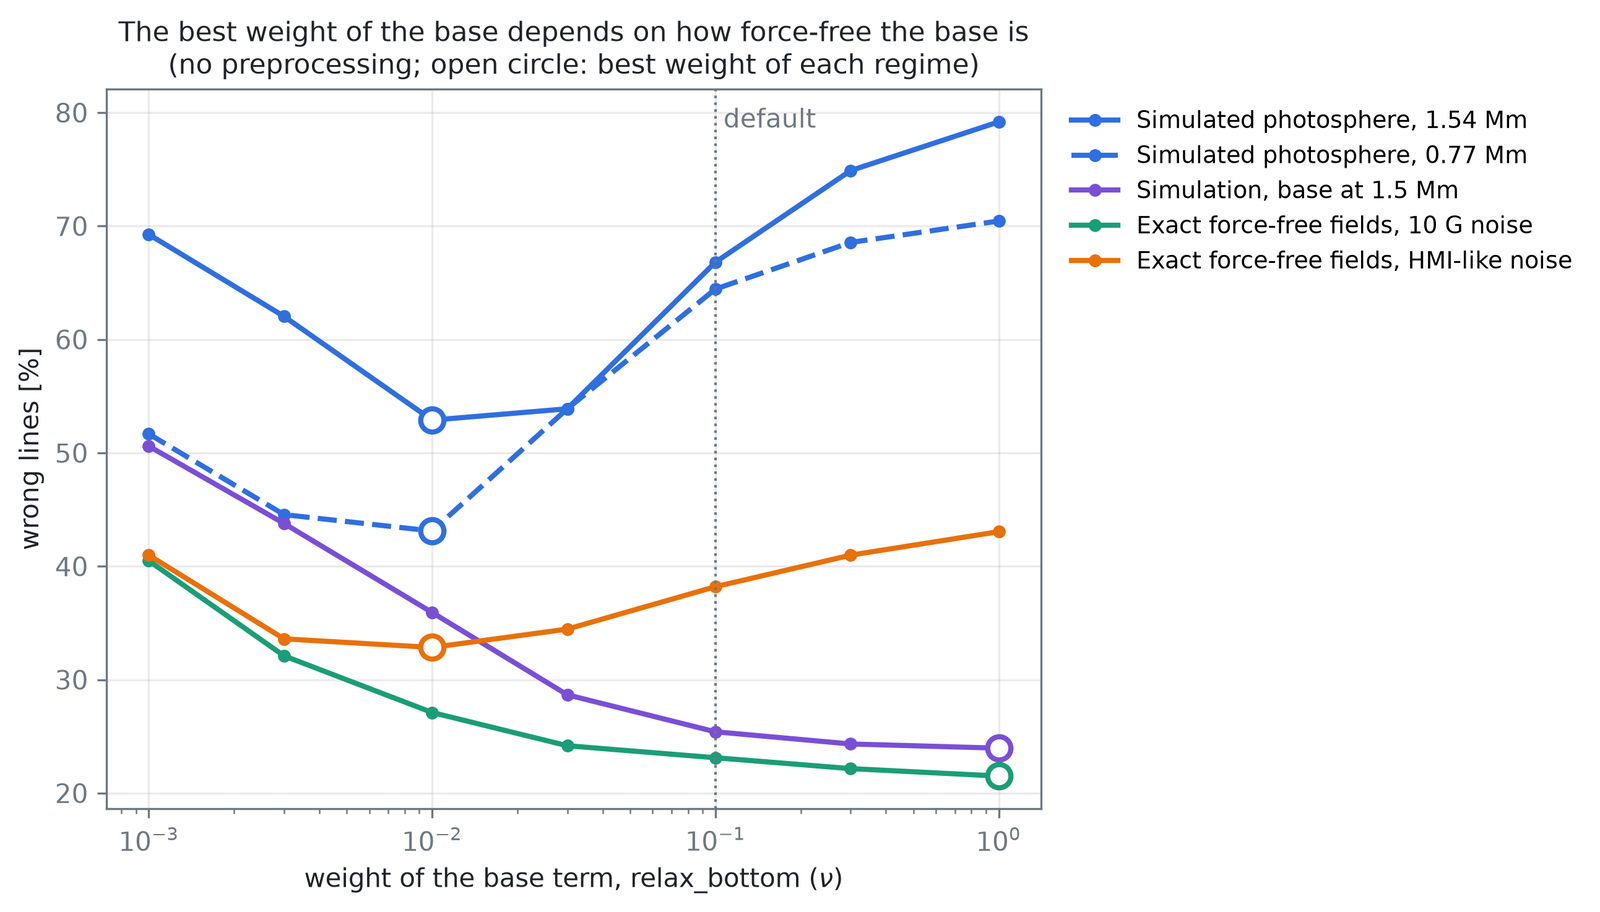 The best weight of the base depends on how force-free the base is
(no preprocessing; open circle: best weight of each regime)
default
Simulated photosphere, 1.54 Mm
Simulated photosphere, 0.77 Mm
Simulation, base at 1.5 Mm
Exact force-free fields, 10 G noise
Exact force-free fields, HMI-like noise
wrong lines [%]
80
70
60
50
40
30
20
10⁻³ 10⁻² 10⁻¹ 10⁰
weight of the base term, relax_bottom (ν)